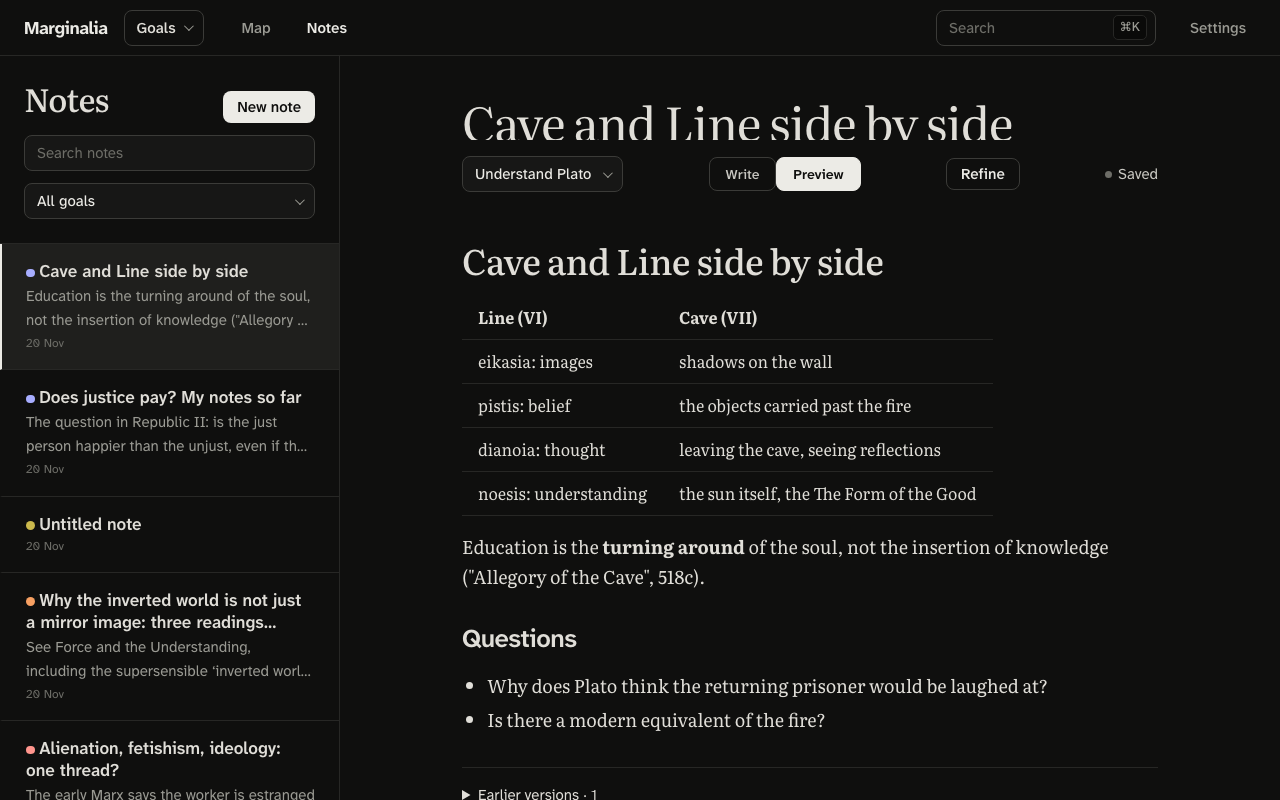 Marginalia Goals Map Notes Search ⌘K Settings
Notes
New note
Search notes
All goals
Cave and Line side by side
Education is the turning around of the soul,
not the insertion of knowledge ("Allegory ...
20 Nov
Does justice pay? My notes so far
The question in Republic II: is the just
person happier than the unjust, even if th...
20 Nov
Untitled note
20 Nov
Why the inverted world is not just
a mirror image: three readings...
See Force and the Understanding,
including the supersensible ‘inverted worl...
20 Nov
Alienation, fetishism, ideology:
one thread?
The early Marx says the worker is estranged
Cave and Line side by side
Understand Plato Write Preview Refine Saved
Cave and Line side by side
Line (VI) Cave (VII)
eikasia: images shadows on the wall
pistis: belief the objects carried past the fire
dianoia: thought leaving the cave, seeing reflections
noesis: understanding the sun itself, the The Form of the Good
Education is the turning around of the soul, not the insertion of knowledge
("Allegory of the Cave", 518c).
Questions
Why does Plato think the returning prisoner would be laughed at?
Is there a modern equivalent of the fire?
Earlier versions · 1